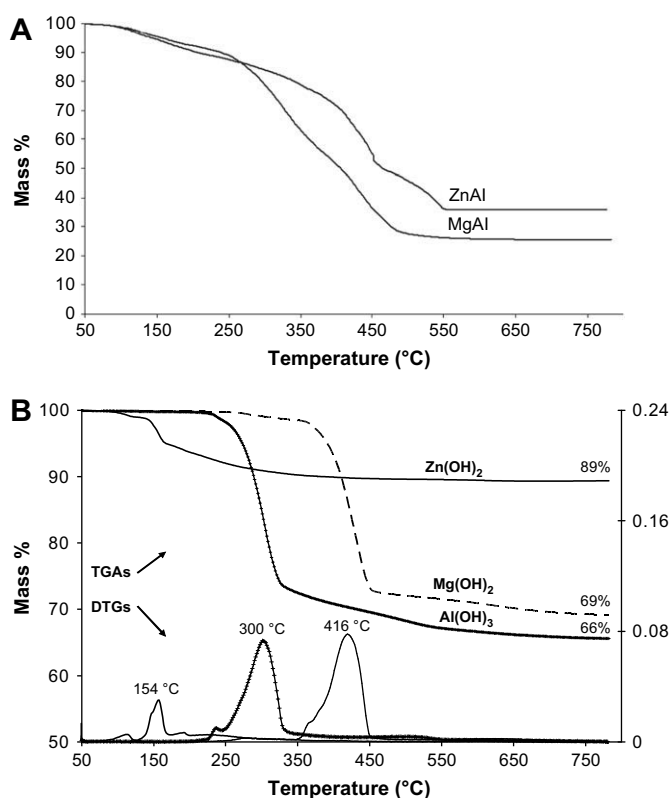 A
100
90
80
70
60
50
40
30
20
10
0
Mass %
ZnAl
MgAl
50 150 250 350 450 550 650 750
Temperature (°C)
B
100
90
80
70
60
50
Mass %
0.24
0.16
0.08
0
Zn(OH)2 89%
TGAs
Mg(OH)2 69%
DTGs
Al(OH)3 66%
300 °C 416 °C
154 °C
50 150 250 350 450 550 650 750
Temperature (°C)